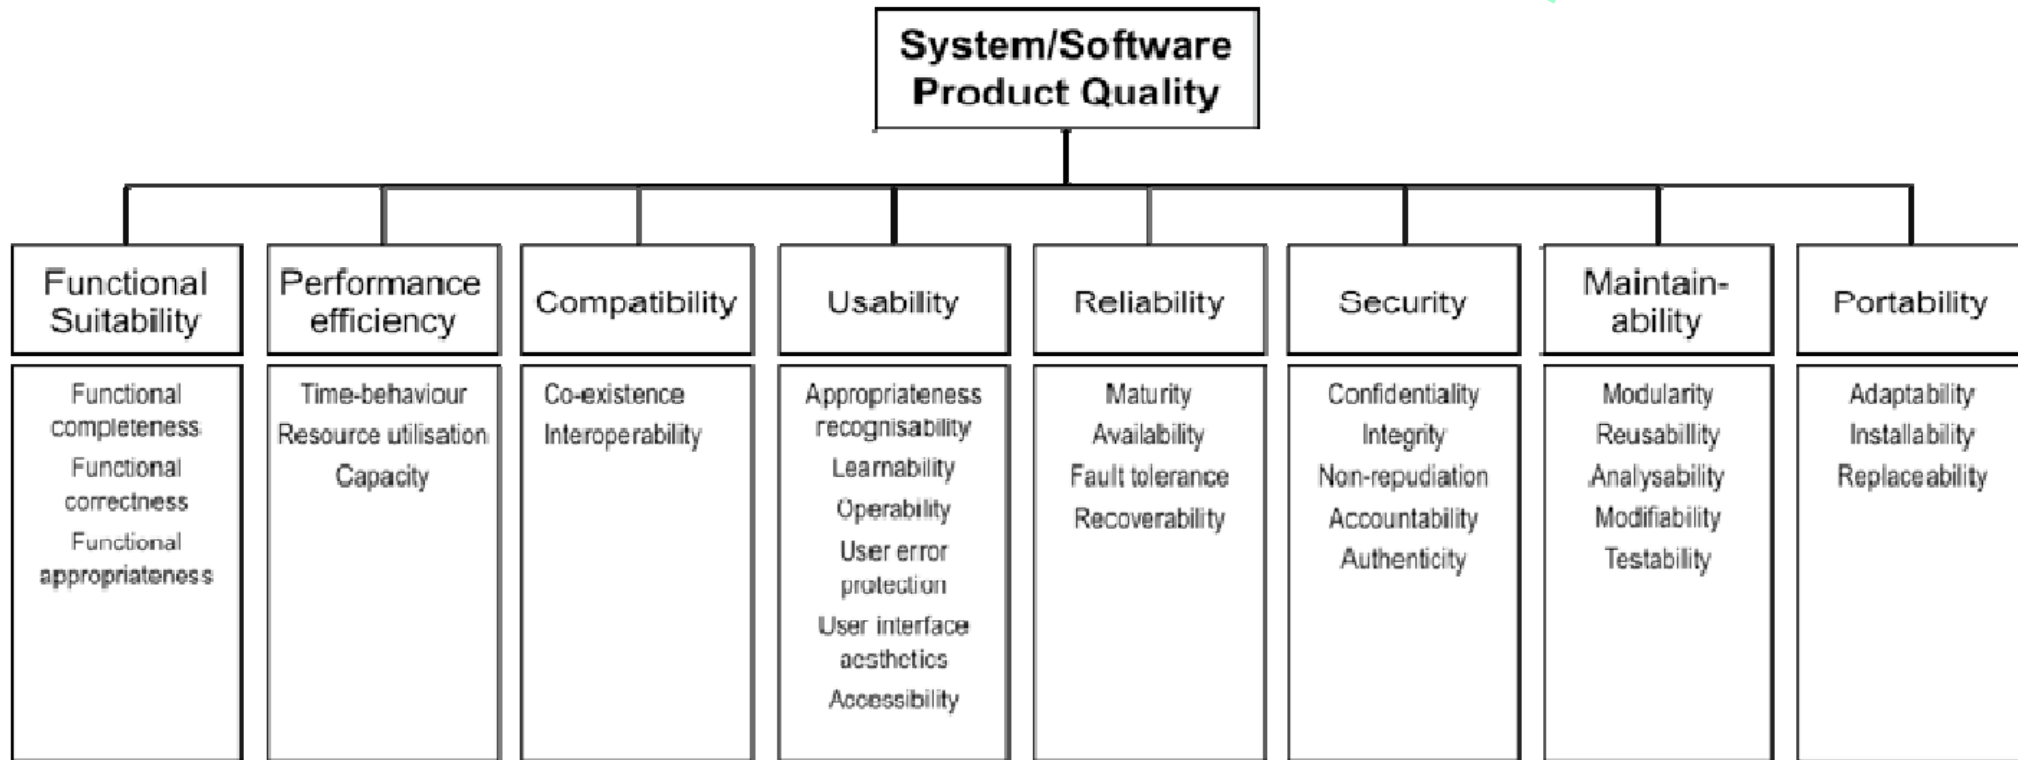 System/Software
Product Quality
Functional
Suitability
Performance
efficiency
Compatibility
Usability
Reliability
Security
Maintain-
ability
Portability
Functional
completeness
Functional
correctness
Functional
appropriateness
Time-behaviour
Resource utilisation
Capacity
Co-existence
Interoperability
Appropriateness
recognisability
Learnability
Operability
User error
protection
User interface
aesthetics
Accessibility
Maturity
Availability
Fault tolerance
Recoverability
Confidentiality
Integrity
Non-repudiation
Accountability
Authenticity
Modularity
Reusabillity
Analysability
Modifiability
Testability
Adaptability
Installability
Replaceability